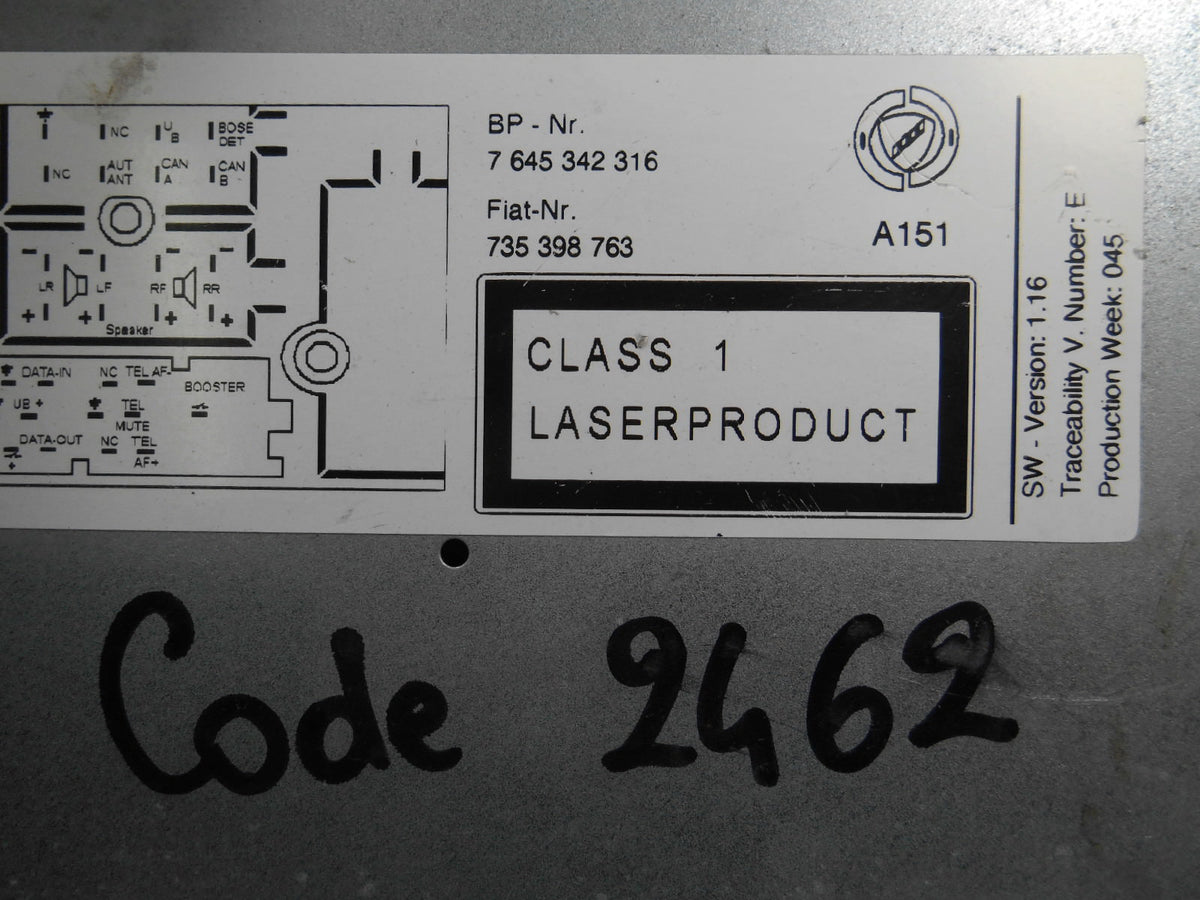 NC U B BOSE DET
NC AUT ANT CAN A CAN B
- - - -
LR LF RF RR
+ + + +
Speaker
DATA-IN NC TEL AF-
BOOSTER
UB + TEL MUTE
DATA-OUT NC TEL AF+
+
BP - Nr.
7 645 342 316
Fiat-Nr.
735 398 763
A151
CLASS 1
LASERPRODUCT
SW - Version: 1.16
Traceability V. Number: E
Production Week: 045
Code 2462